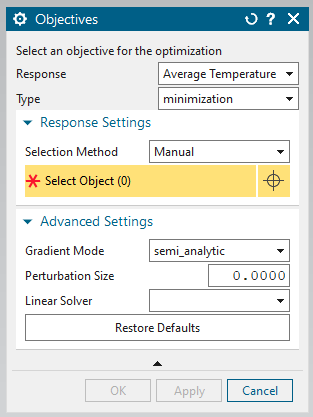 Objectives
Select an objective for the optimization
Response Average Temperature
Type minimization
Response Settings
Selection Method Manual
* Select Object (0)
Advanced Settings
Gradient Mode semi_analytic
Perturbation Size 0.0000
Linear Solver
Restore Defaults
OK Apply Cancel